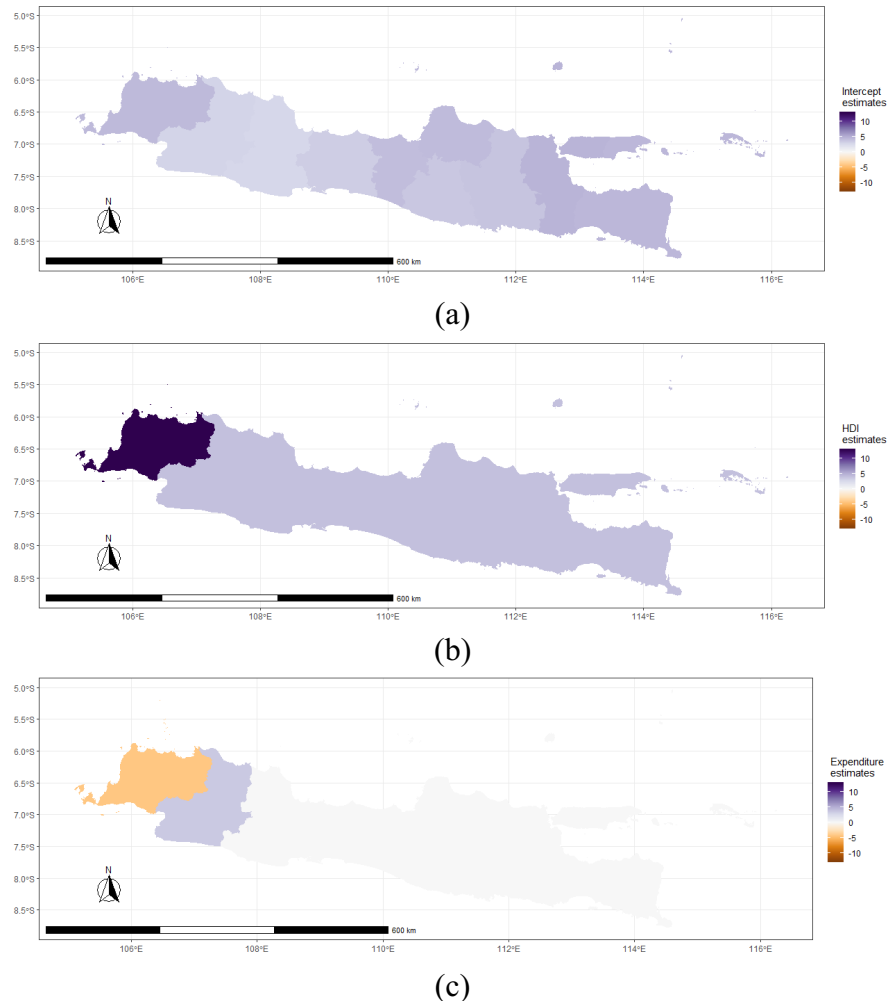 5.0°S
5.5°S
6.0°S
6.5°S
7.0°S
7.5°S
8.0°S
8.5°S
N
600 km
106°E
108°E
110°E
112°E
114°E
116°E
Intercept
estimates
10
5
0
-5
-10
(a)
5.0°S
5.5°S
6.0°S
6.5°S
7.0°S
7.5°S
8.0°S
8.5°S
N
600 km
106°E
108°E
110°E
112°E
114°E
116°E
HDI
estimates
10
5
0
-5
-10
(b)
5.0°S
5.5°S
6.0°S
6.5°S
7.0°S
7.5°S
8.0°S
8.5°S
N
600 km
106°E
108°E
110°E
112°E
114°E
116°E
Expenditure
estimates
10
5
0
-5
-10
(c)